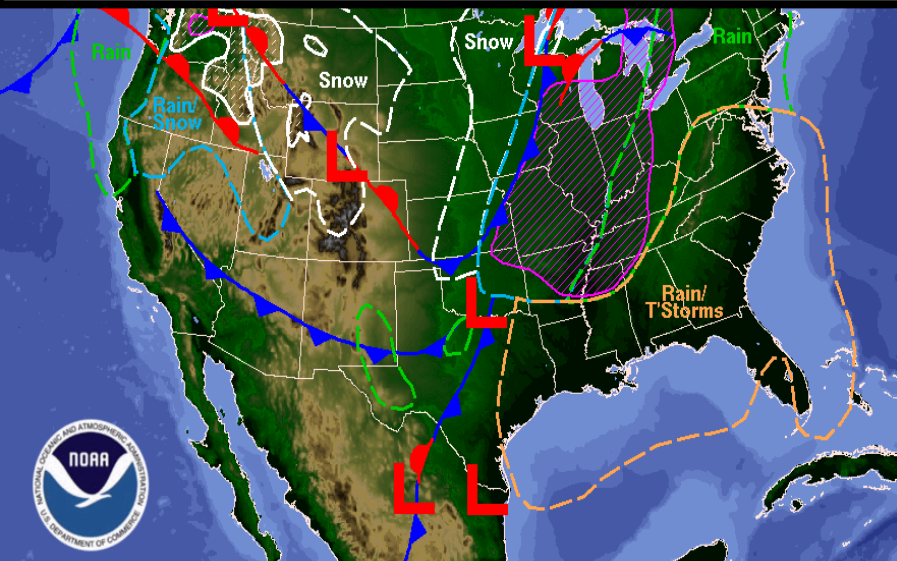 L
L
Snow
Rain
Rain
Snow
Rain/
Snow
L
L
Rain/
T'Storms
NATIONAL OCEANIC AND ATMOSPHERIC ADMINISTRATION
NOAA
U.S. DEPARTMENT OF COMMERCE
L
L